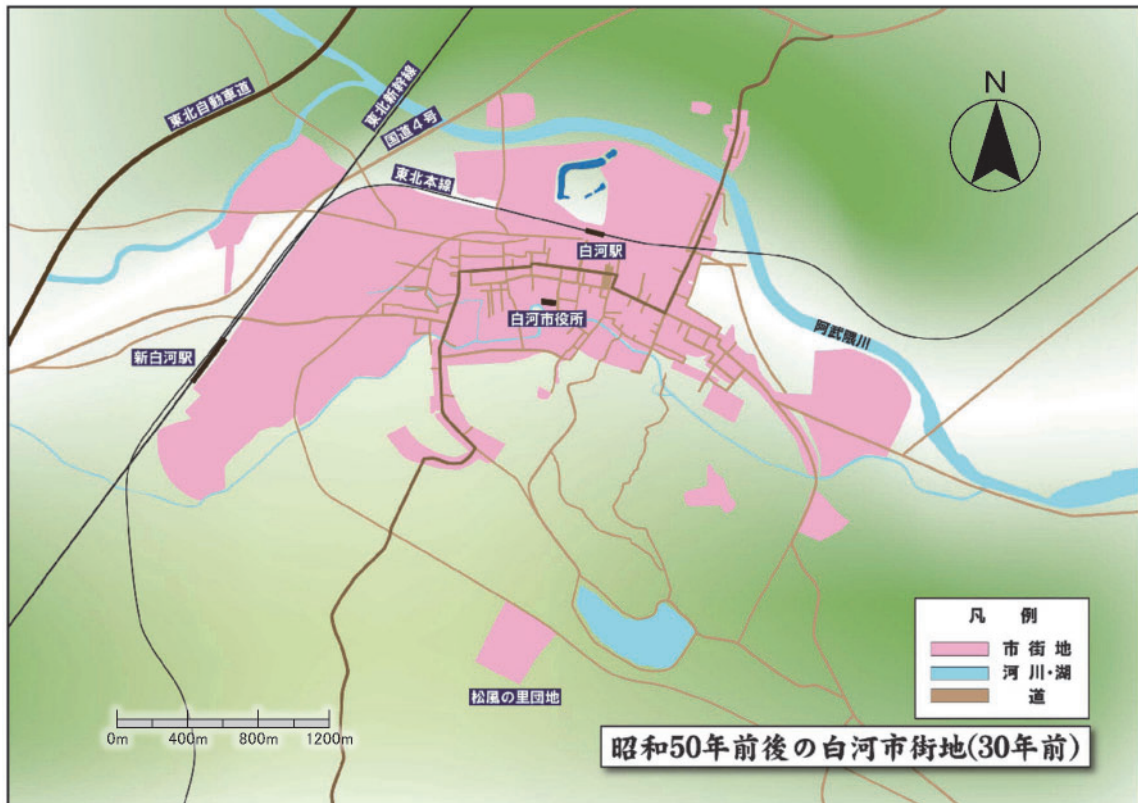 東北自動車道
東北新幹線
国道4号
N
東北本線
白河駅
白河市役所
新白河駅
阿武隈川
松風の里団地
0m 400m 800m 1200m
凡 例
市 街 地
河 川・湖
道
昭和50年前後の白河市街地(30年前)